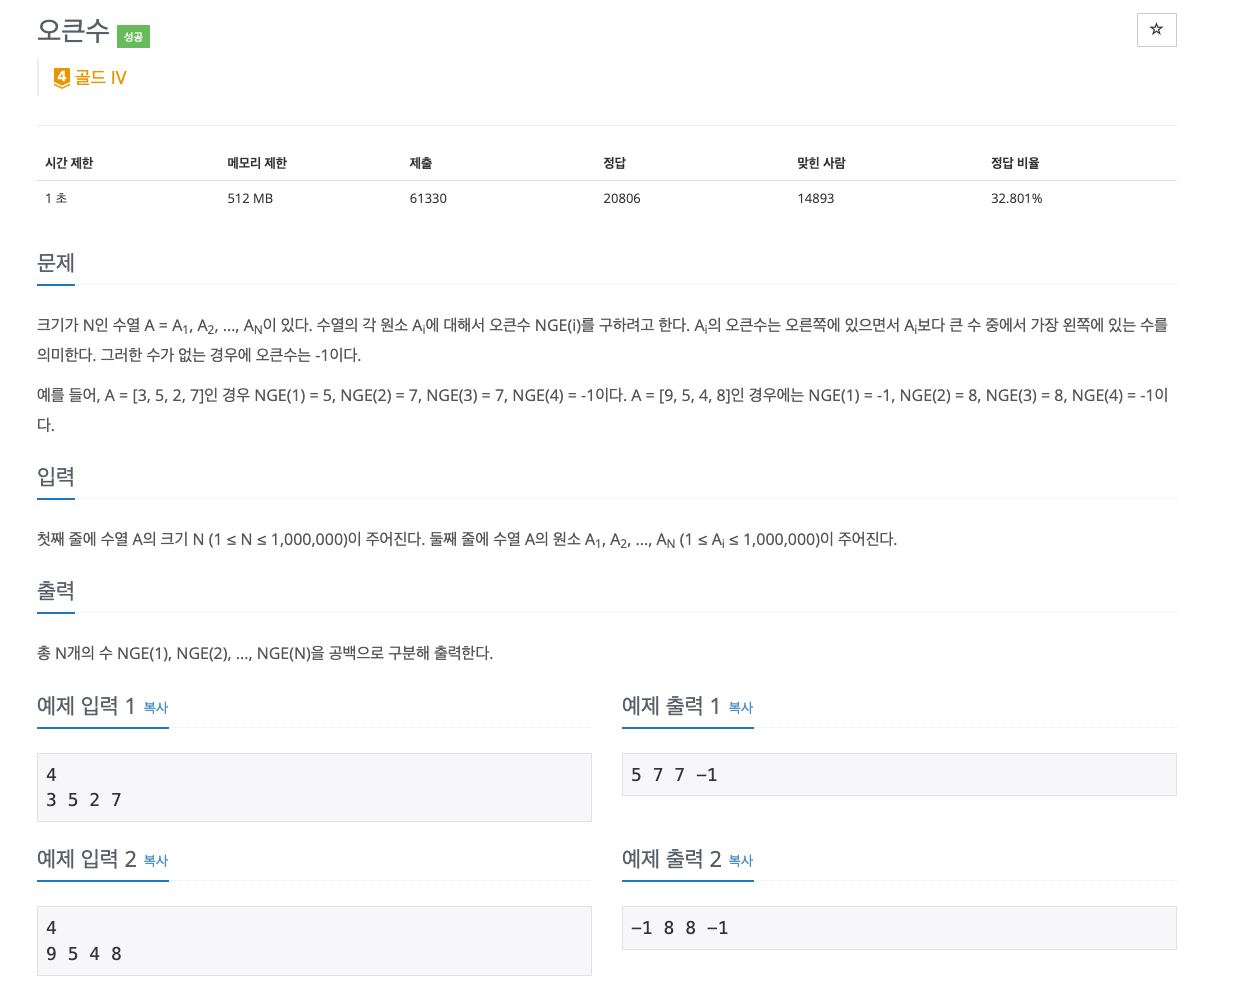 오큰수 성공
☆
4 골드 IV
시간 제한 메모리 제한 제출 정답 맞힌 사람 정답 비율
1 초 512 MB 61330 20806 14893 32.801%
문제
크기가 N인 수열 A = A1, A2, ..., AN이 있다. 수열의 각 원소 Ai에 대해서 오큰수 NGE(i)를 구하려고 한다. Ai의 오큰수는 오른쪽에 있으면서 Ai보다 큰 수 중에서 가장 왼쪽에 있는 수를
의미한다. 그러한 수가 없는 경우에 오큰수는 -1이다.
예를 들어, A = [3, 5, 2, 7]인 경우 NGE(1) = 5, NGE(2) = 7, NGE(3) = 7, NGE(4) = -1이다. A = [9, 5, 4, 8]인 경우에는 NGE(1) = -1, NGE(2) = 8, NGE(3) = 8, NGE(4) = -1이
다.
입력
첫째 줄에 수열 A의 크기 N (1 ≤ N ≤ 1,000,000)이 주어진다. 둘째 줄에 수열 A의 원소 A1, A2, ..., AN (1 ≤ Ai ≤ 1,000,000)이 주어진다.
출력
총 N개의 수 NGE(1), NGE(2), ..., NGE(N)을 공백으로 구분해 출력한다.
예제 입력 1 복사
4
3 5 2 7
예제 출력 1 복사
5 7 7 -1
예제 입력 2 복사
4
9 5 4 8
예제 출력 2 복사
-1 8 8 -1